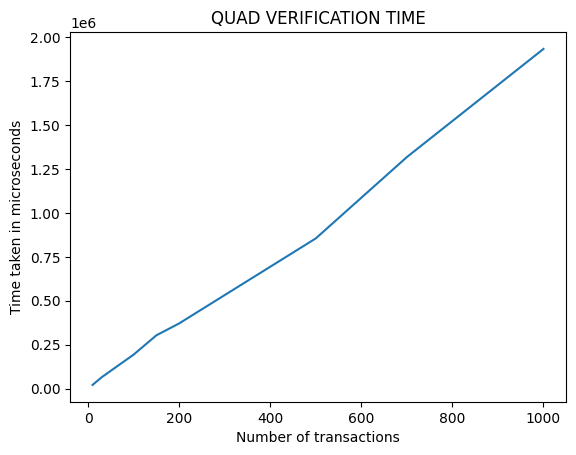 QUAD VERIFICATION TIME
1e6
2.00
1.75
1.50
1.25
1.00
0.75
0.50
0.25
0.00
Time taken in microseconds
0 200 400 600 800 1000
Number of transactions